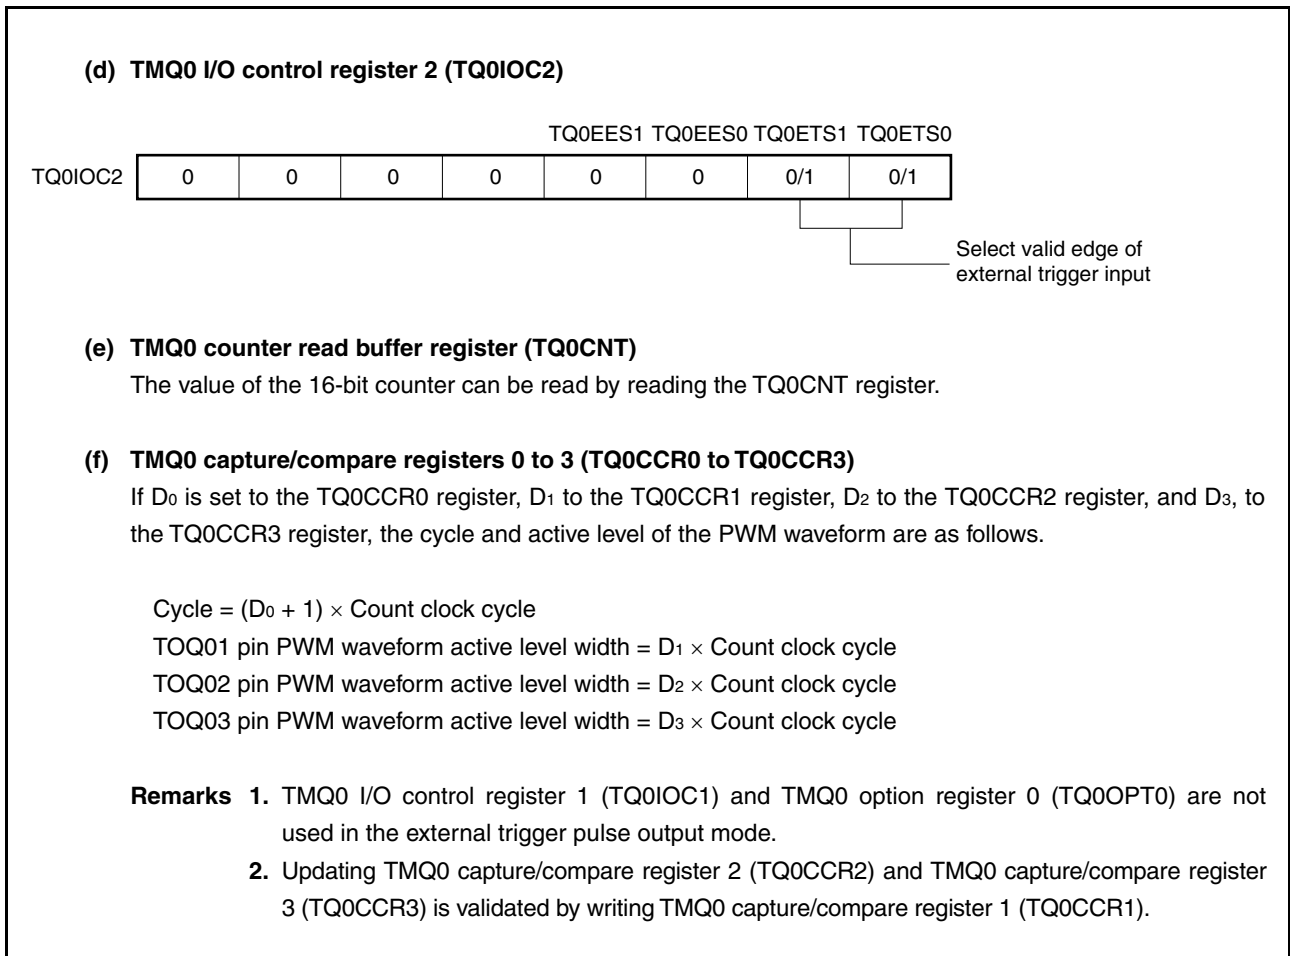 (d) TMQ0 I/O control register 2 (TQ0IOC2)
TQ0EES1 TQ0EES0 TQ0ETS1 TQ0ETS0
TQ0IOC2 0 0 0 0 0 0 0/1 0/1
Select valid edge of
external trigger input
(e) TMQ0 counter read buffer register (TQ0CNT)
The value of the 16-bit counter can be read by reading the TQ0CNT register.
(f) TMQ0 capture/compare registers 0 to 3 (TQ0CCR0 to TQ0CCR3)
If D0 is set to the TQ0CCR0 register, D1 to the TQ0CCR1 register, D2 to the TQ0CCR2 register, and D3, to
the TQ0CCR3 register, the cycle and active level of the PWM waveform are as follows.
Cycle = (D0 + 1) × Count clock cycle
TOQ01 pin PWM waveform active level width = D1 × Count clock cycle
TOQ02 pin PWM waveform active level width = D2 × Count clock cycle
TOQ03 pin PWM waveform active level width = D3 × Count clock cycle
Remarks 1. TMQ0 I/O control register 1 (TQ0IOC1) and TMQ0 option register 0 (TQ0OPT0) are not
used in the external trigger pulse output mode.
2. Updating TMQ0 capture/compare register 2 (TQ0CCR2) and TMQ0 capture/compare register
3 (TQ0CCR3) is validated by writing TMQ0 capture/compare register 1 (TQ0CCR1).